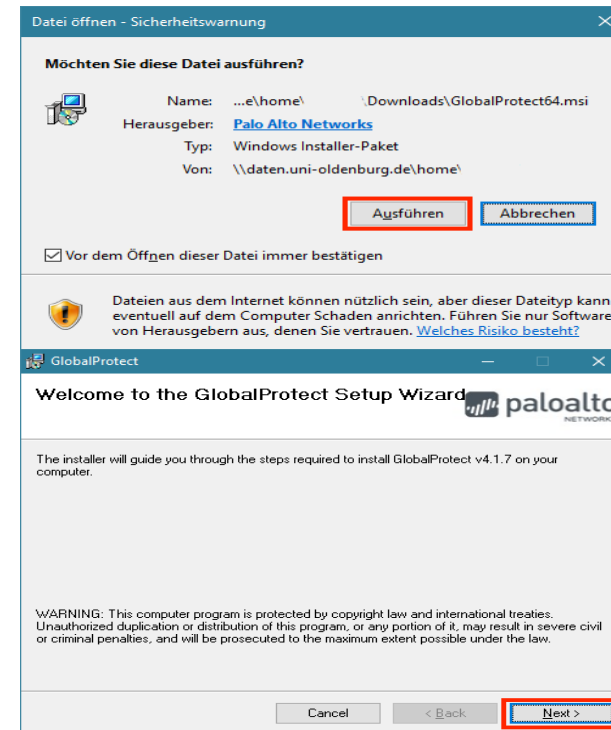 Datei öffnen - Sicherheitswarnung
Möchten Sie diese Datei ausführen?
Name: ...e\home\ \Downloads\GlobalProtect64.msi
Herausgeber: Palo Alto Networks
Typ: Windows Installer-Paket
Von: \\daten.uni-oldenburg.de\home\
Ausführen Abbrechen
Vor dem Öffnen dieser Datei immer bestätigen
Dateien aus dem Internet können nützlich sein, aber dieser Dateityp kann
eventuell auf dem Computer Schaden anrichten. Führen Sie nur Software
von Herausgebern aus, denen Sie vertrauen. Welches Risiko besteht?
GlobalProtect
Welcome to the GlobalProtect Setup Wizard
paloalto
NETWORK
The installer will guide you through the steps required to install GlobalProtect v4.1.7 on your
computer.
WARNING: This computer program is protected by copyright law and international treaties.
Unauthorized duplication or distribution of this program, or any portion of it, may result in severe civil
or criminal penalties, and will be prosecuted to the maximum extent possible under the law.
Cancel < Back Next >